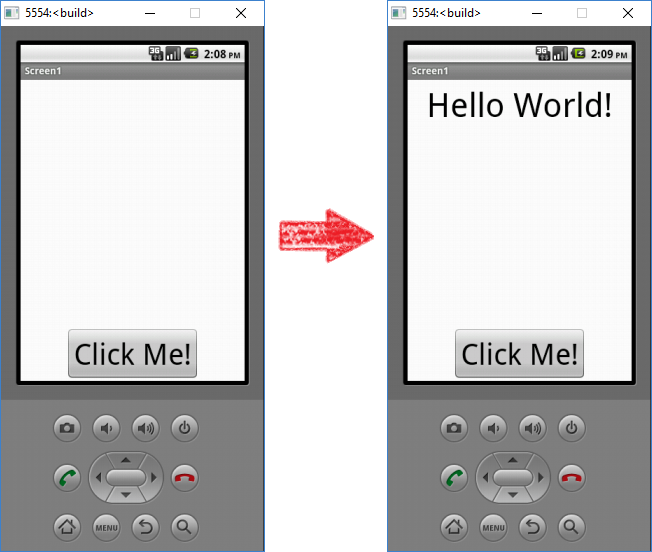 5554:<build>
3G
2:08 PM
Screen1
Click Me!
MENU
5554:<build>
3G
2:09 PM
Screen1
Hello World!
Click Me!
MENU